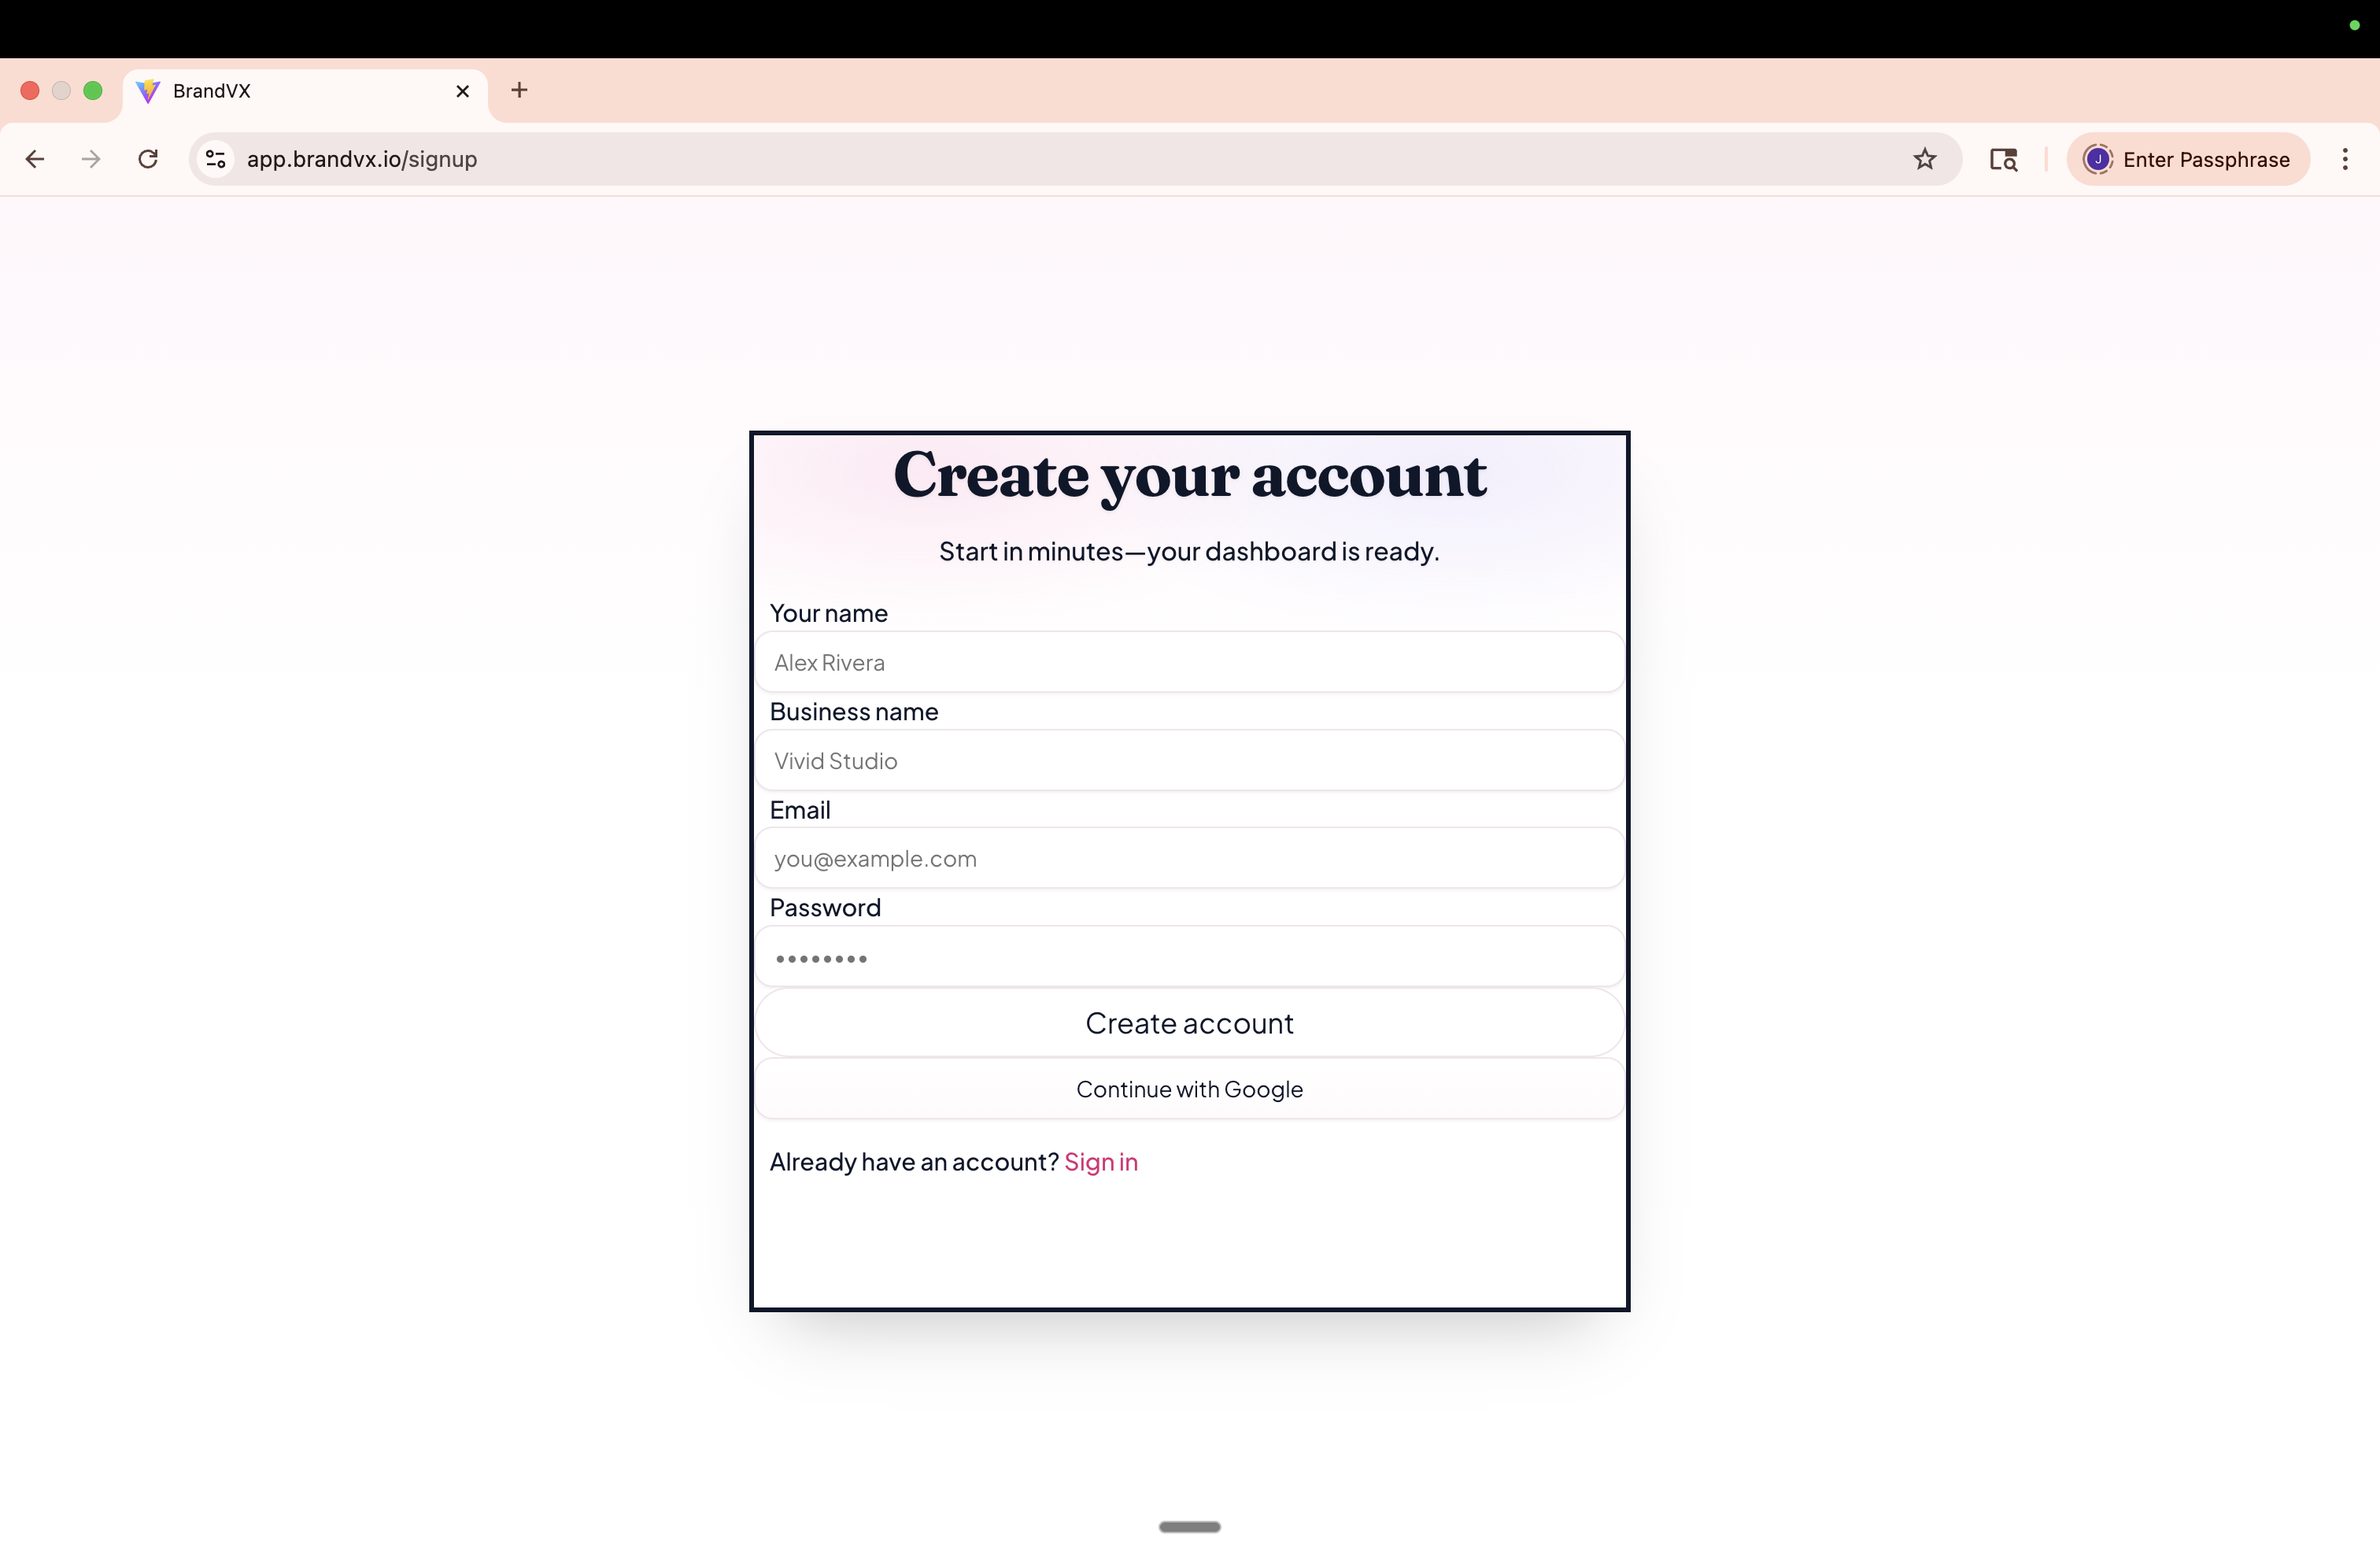 BrandVX
app.brandvx.io/signup
J
Enter Passphrase
Create your account
Start in minutes—your dashboard is ready.
Your name
Alex Rivera
Business name
Vivid Studio
Email
you@example.com
Password
••••••••
Create account
Continue with Google
Already have an account? Sign in